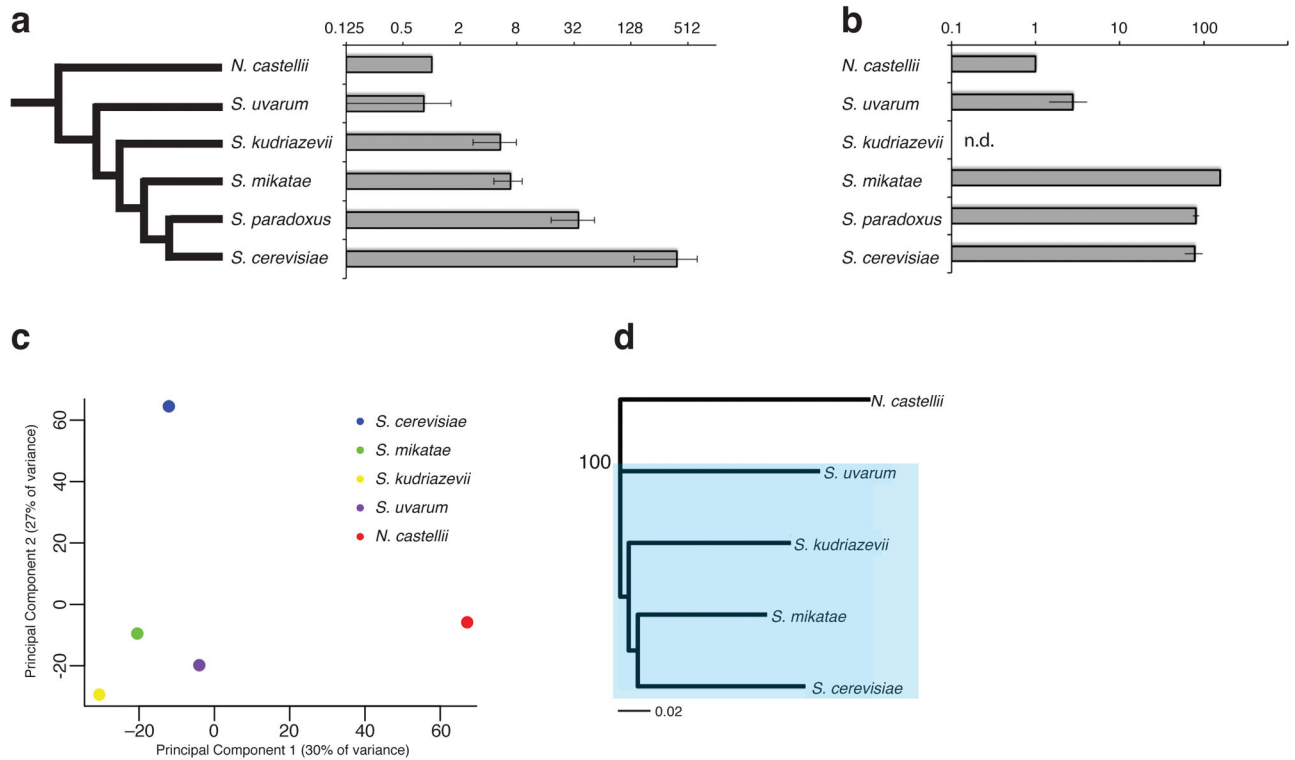 a
0.125 0.5 2 8 32 128 512
N. castellii
S. uvarum
S. kudriazevii
S. mikatae
S. paradoxus
S. cerevisiae
b
0.1 1 10 100
N. castellii
S. uvarum
S. kudriazevii n.d.
S. mikatae
S. paradoxus
S. cerevisiae
c
Principal Component 2 (27% of variance)
60
40
20
0
−20
S. cerevisiae
S. mikatae
S. kudriazevii
S. uvarum
N. castellii
−20 0 20 40 60
Principal Component 1 (30% of variance)
d
N. castellii
100
S. uvarum
S. kudriazevii
S. mikatae
S. cerevisiae
0.02